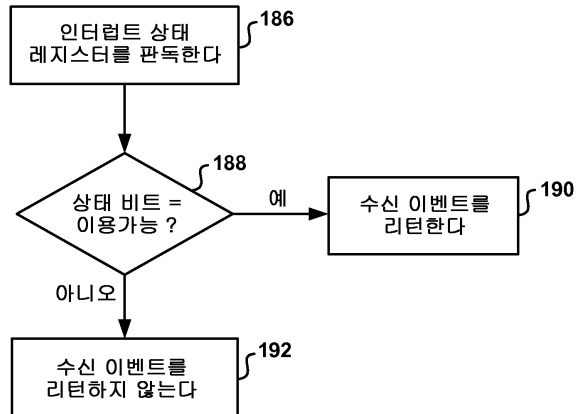 인터럽트 상태
레지스터를 판독한다
186
188
상태 비트 =
이용가능 ?
예
수신 이벤트를
리턴한다
190
아니오
수신 이벤트를
리턴하지 않는다
192